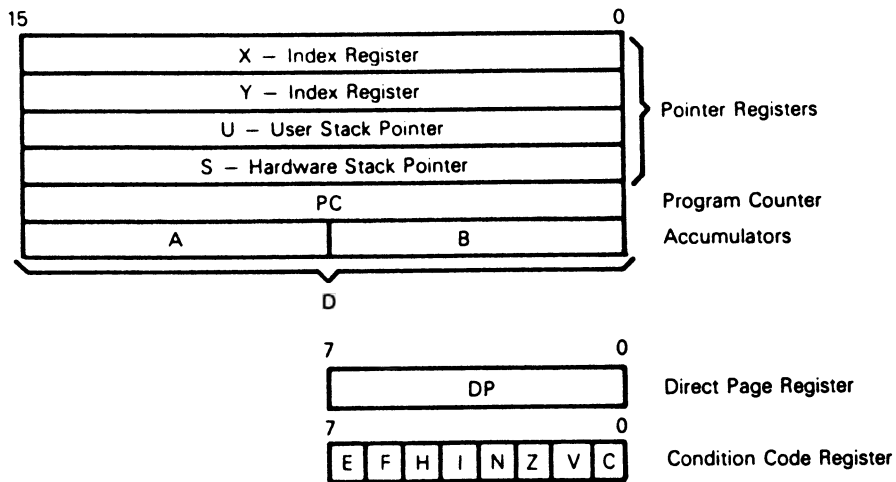 15 0
X – Index Register
Y – Index Register
U – User Stack Pointer
S – Hardware Stack Pointer
Pointer Registers
PC Program Counter
A B Accumulators
D
7 0
DP Direct Page Register
7 0
E F H I N Z V C Condition Code Register